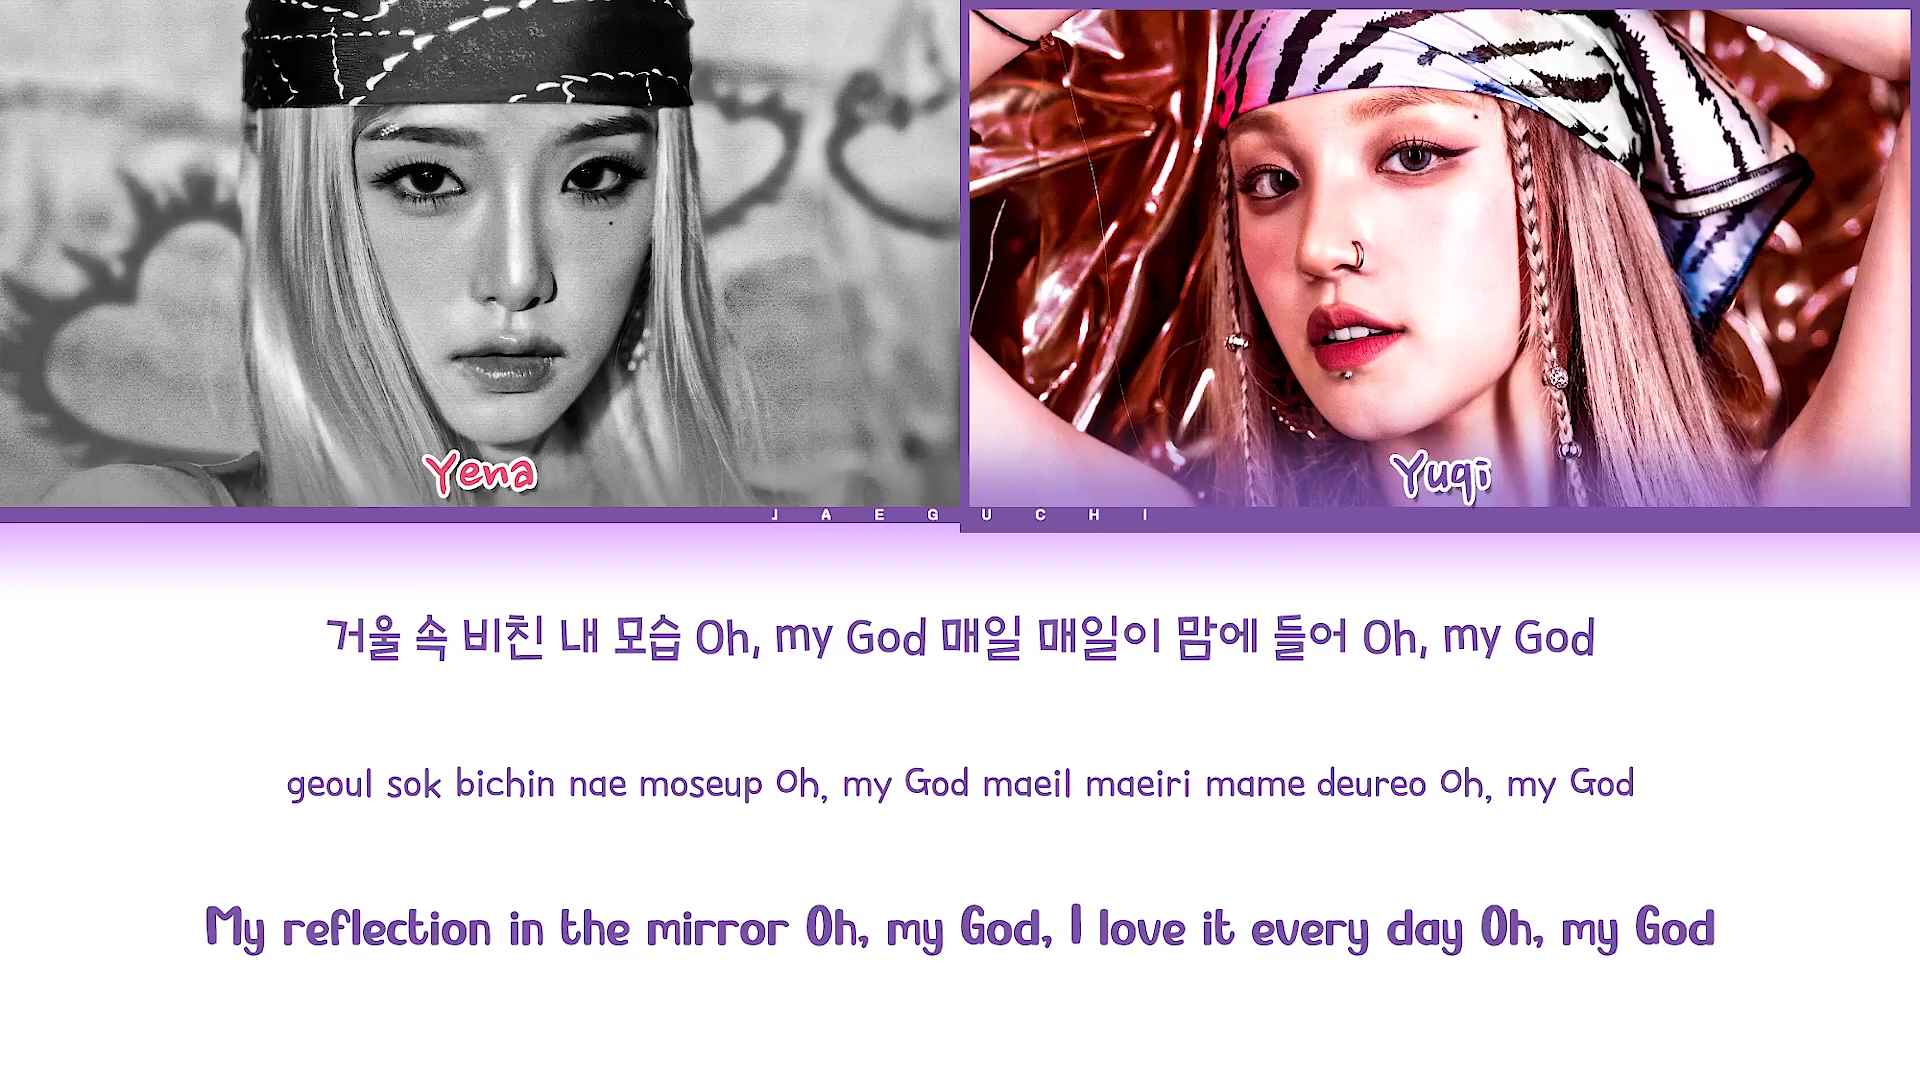 Yena
Yuqi
JAEGUCHI
거울 속 비친 내 모습 Oh, my God 매일 매일이 맘에 들어 Oh, my God
geoul sok bichin nae moseup Oh, my God maeil maeiri mame deureo Oh, my God
My reflection in the mirror Oh, my God, I love it every day Oh, my God